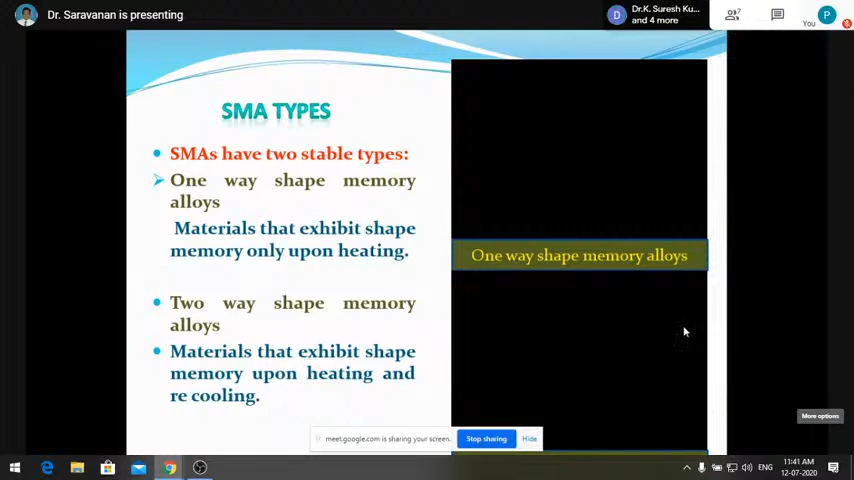 Dr. Saravanan is presenting
D
Dr.K. Suresh Ku...
and 4 more
7
P
You
SMA TYPES
SMAs have two stable types:
One way shape memory
alloys
Materials that exhibit shape
memory only upon heating.
Two way shape memory
alloys
Materials that exhibit shape
memory upon heating and
re cooling.
One way shape memory alloys
More options
meet.google.com is sharing your screen.
Stop sharing
Hide
ENG
11:41 AM
12-07-2020